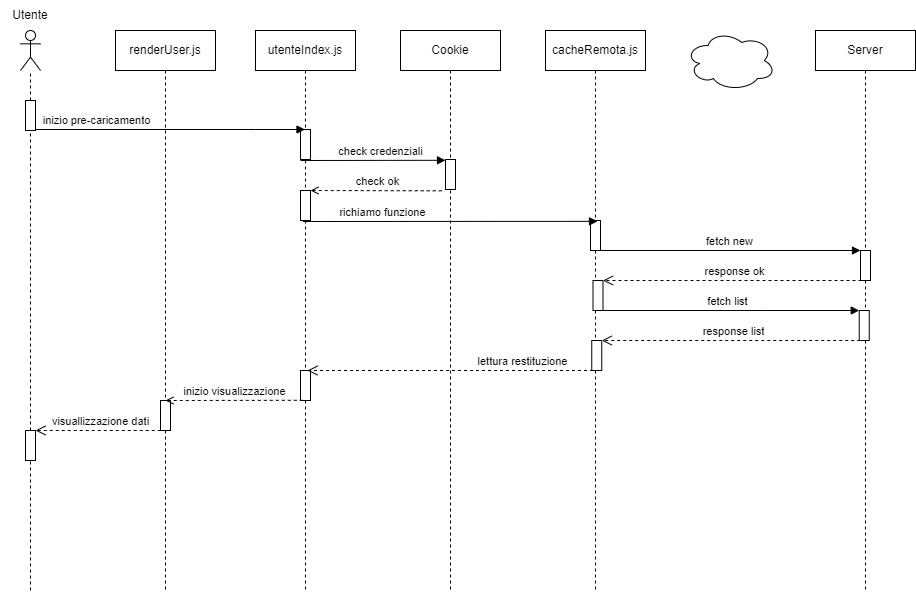 Utente
renderUser.js
utenteIndex.js
Cookie
cacheRemota.js
Server
inizio pre-caricamento
check credenziali
check ok
richiamo funzione
fetch new
response ok
fetch list
response list
lettura restituzione
inizio visualizzazione
visuallizzazione dati